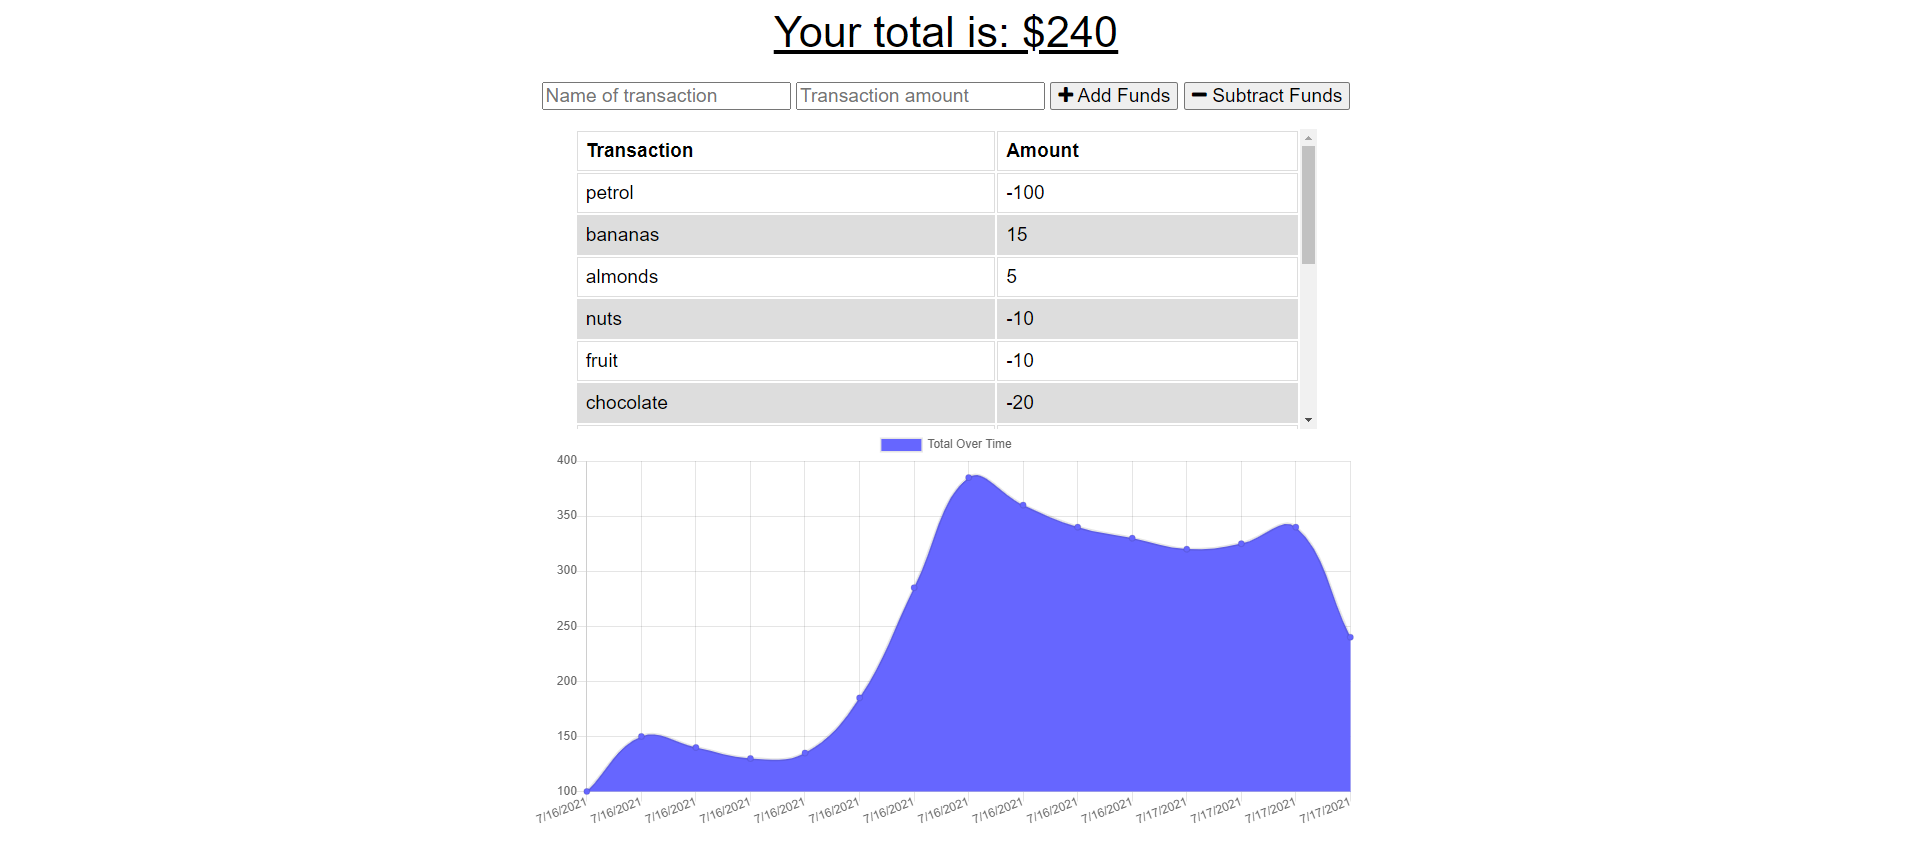 Your total is: $240
Name of transaction Transaction amount Add Funds Subtract Funds
Transaction Amount
petrol -100
bananas 15
almonds 5
nuts -10
fruit -10
chocolate -20
Total Over Time
400
350
300
250
200
150
100
7/16/2021 7/16/2021 7/16/2021 7/16/2021 7/16/2021 7/16/2021 7/16/2021 7/16/2021 7/16/2021 7/16/2021 7/16/2021 7/17/2021 7/17/2021 7/17/2021 7/17/2021